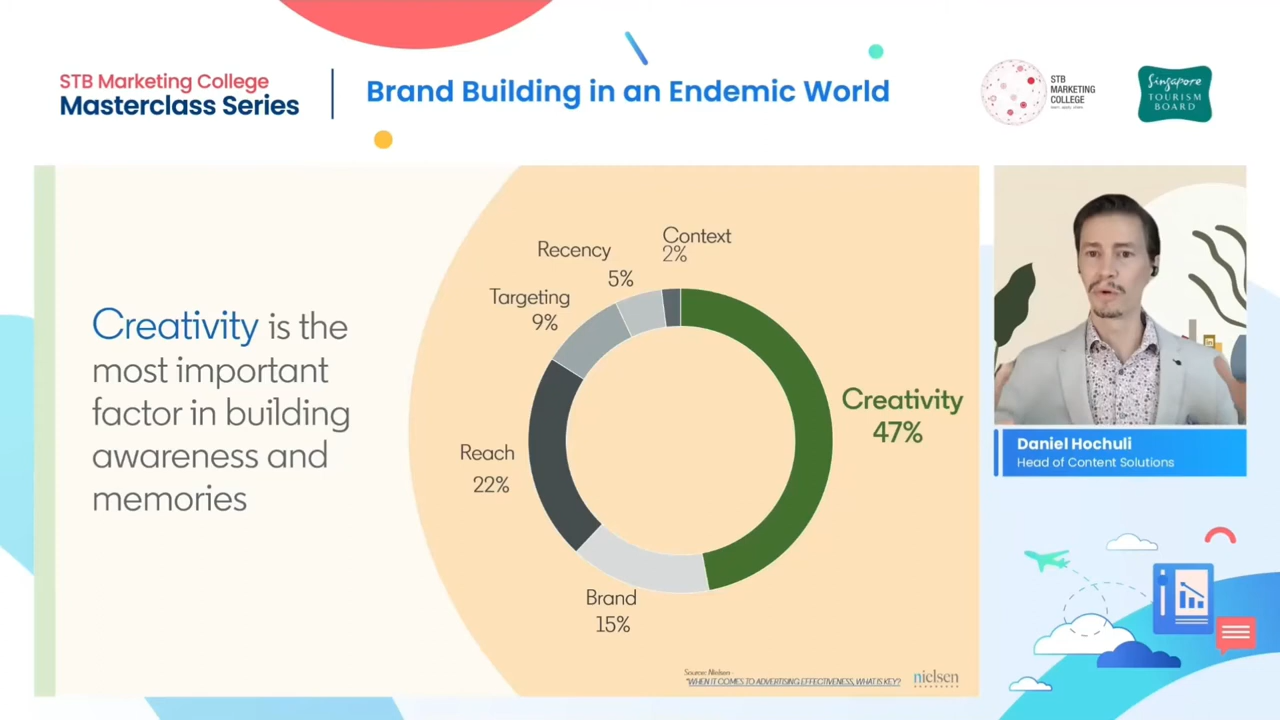 STB Marketing College
Masterclass Series
Brand Building in an Endemic World
STB
MARKETING
COLLEGE
Singapore
TOURISM
BOARD
Creativity is the
most important
factor in building
awareness and
memories
Context
2%
Recency
5%
Targeting
9%
Creativity
47%
Reach
22%
Brand
15%
Source: Nielsen
"WHEN IT COMES TO ADVERTISING EFFECTIVENESS, WHAT IS KEY?
nielsen
Daniel Hochuli
Head of Content Solutions